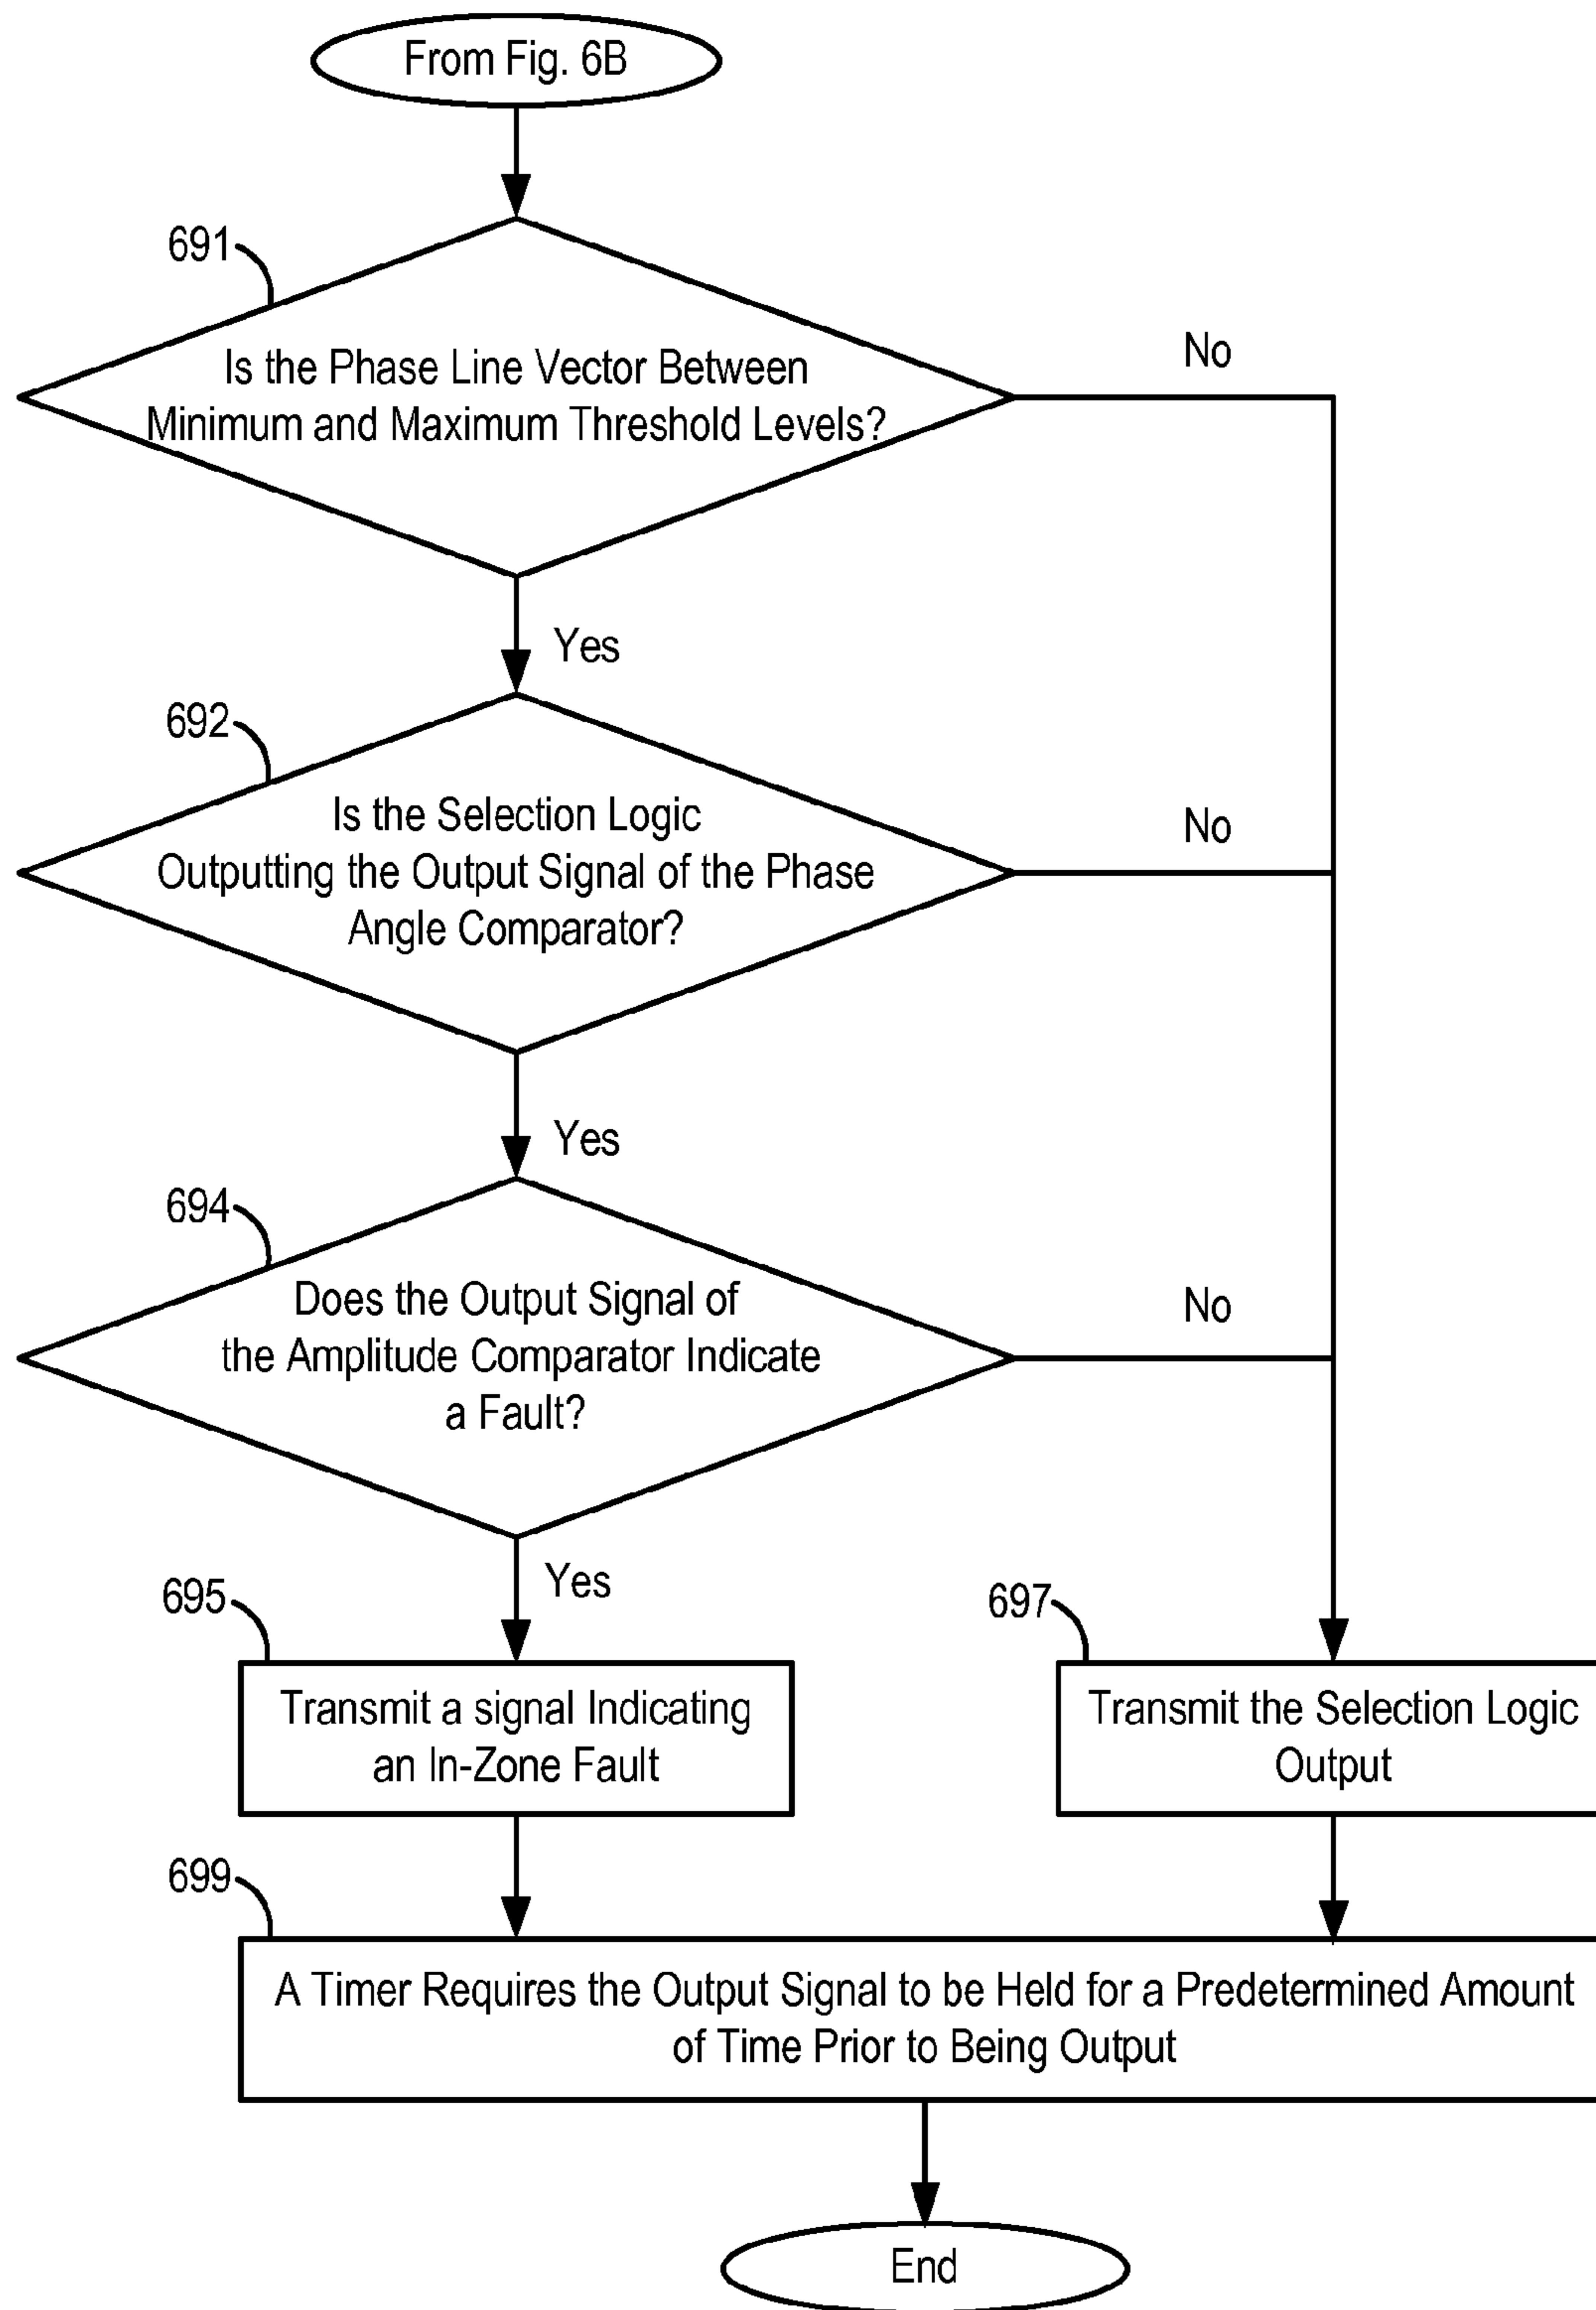 From Fig. 6B
691
Is the Phase Line Vector Between
Minimum and Maximum Threshold Levels?
No
Yes
692
Is the Selection Logic
Outputting the Output Signal of the Phase
Angle Comparator?
No
Yes
694
Does the Output Signal of
the Amplitude Comparator Indicate
a Fault?
No
Yes
695
Transmit a signal Indicating
an In-Zone Fault
697
Transmit the Selection Logic
Output
699
A Timer Requires the Output Signal to be Held for a Predetermined Amount
of Time Prior to Being Output
End